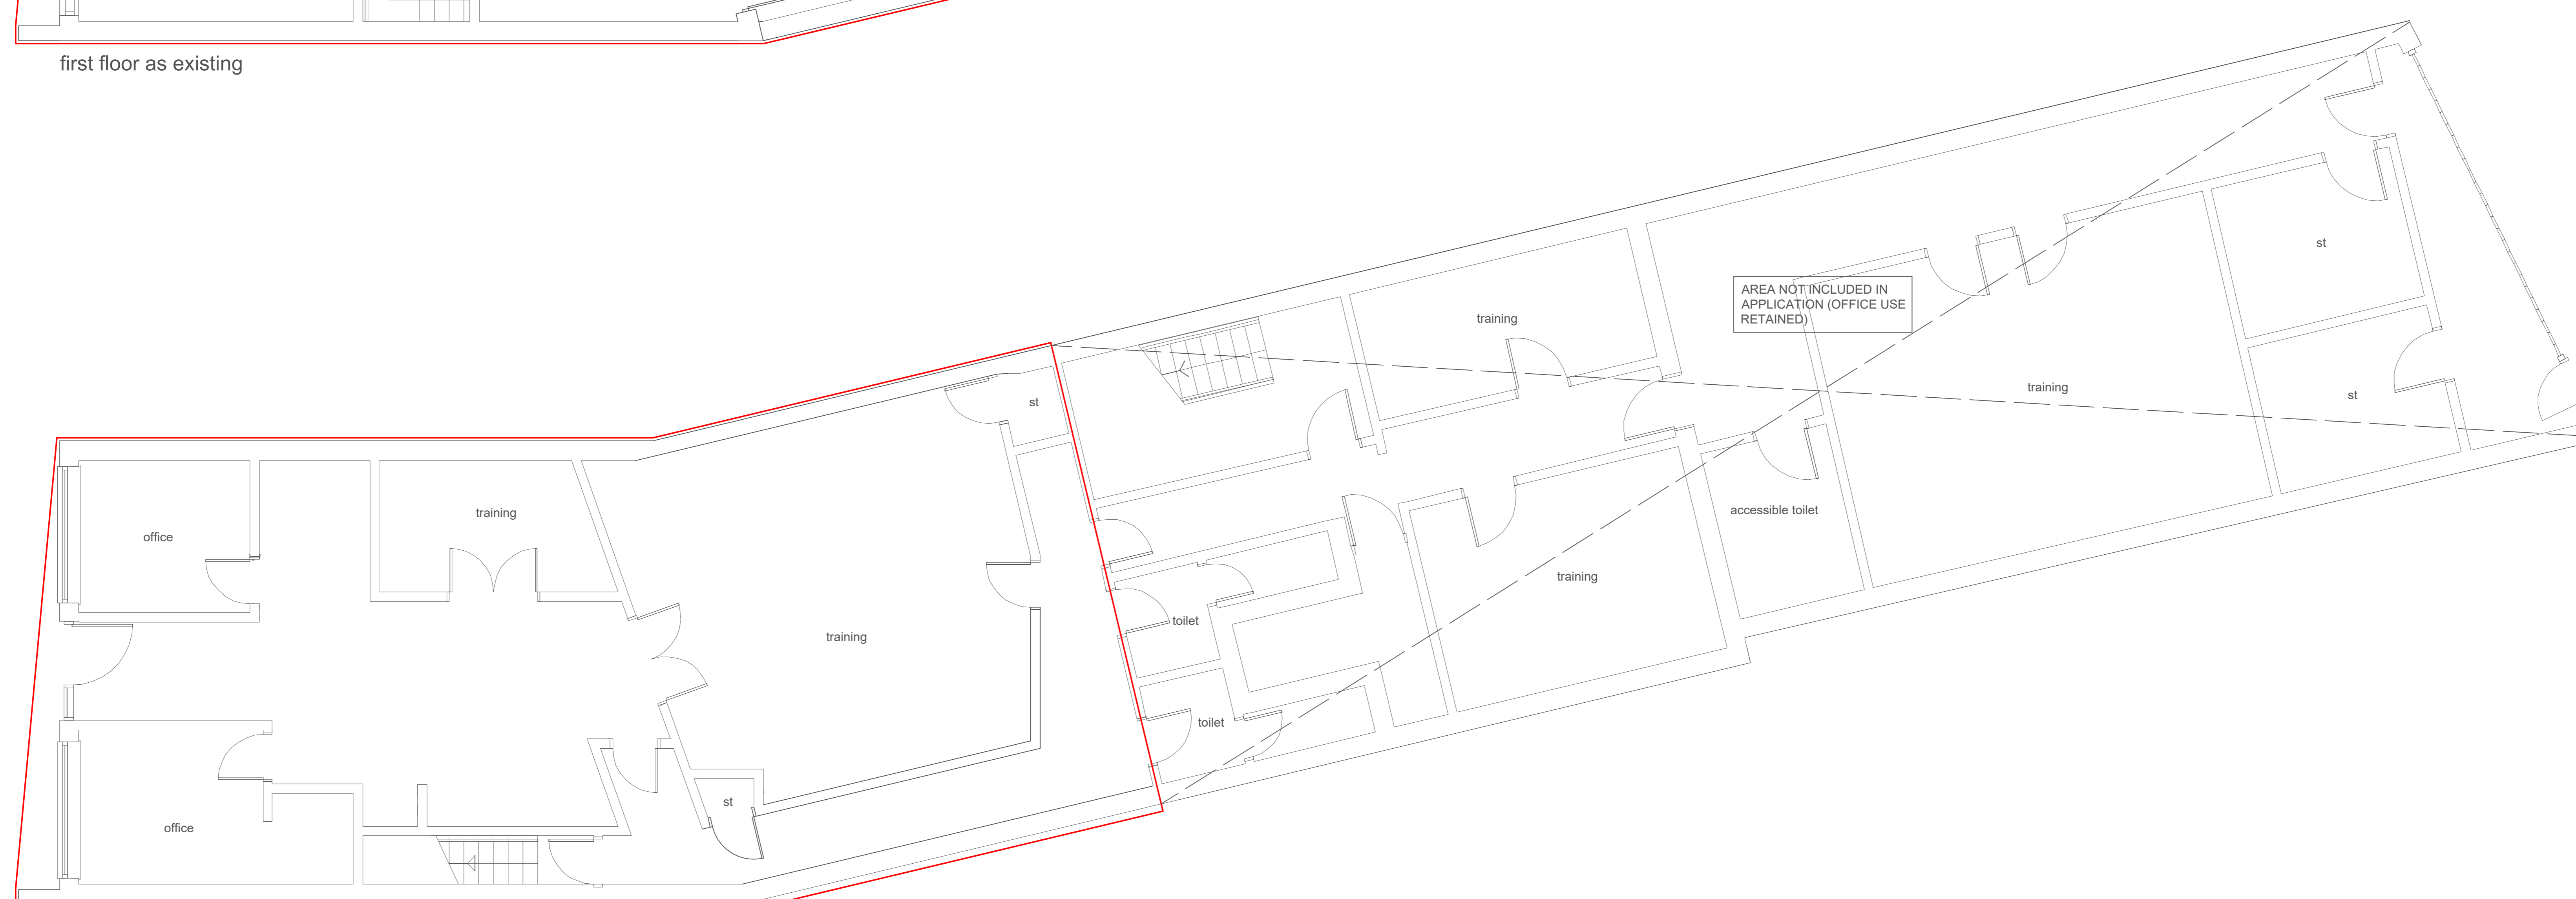 first floor as existing
st
AREA NOT INCLUDED IN
APPLICATION (OFFICE USE
RETAINED)
training
training
st
st
training
office
accessible toilet
training
toilet
training
toilet
st
office